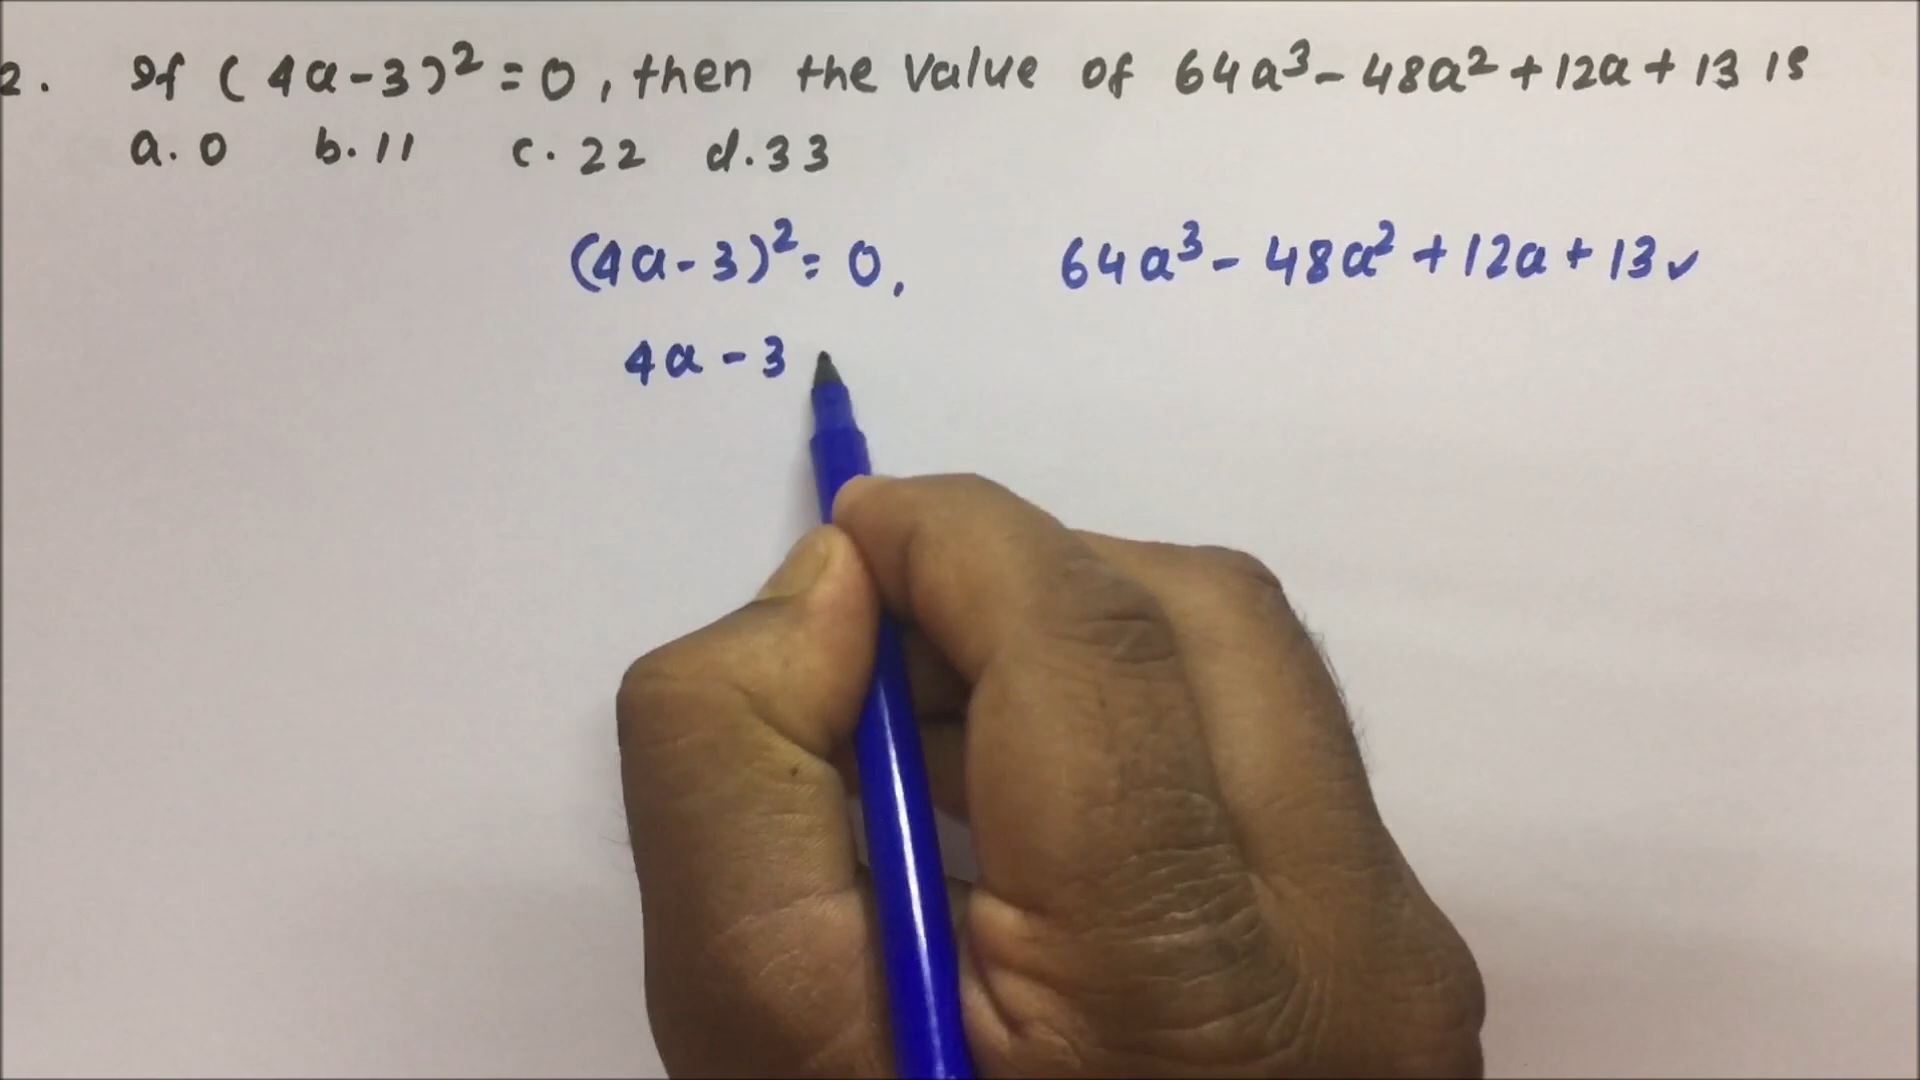 2. If (4a-3)² = 0, then the value of 64a³ - 48a² + 12a + 13 is
a. 0 b. 11 c. 22 d. 33
(4a-3)² = 0, 64a³ - 48a² + 12a + 13 ✓
4a - 3